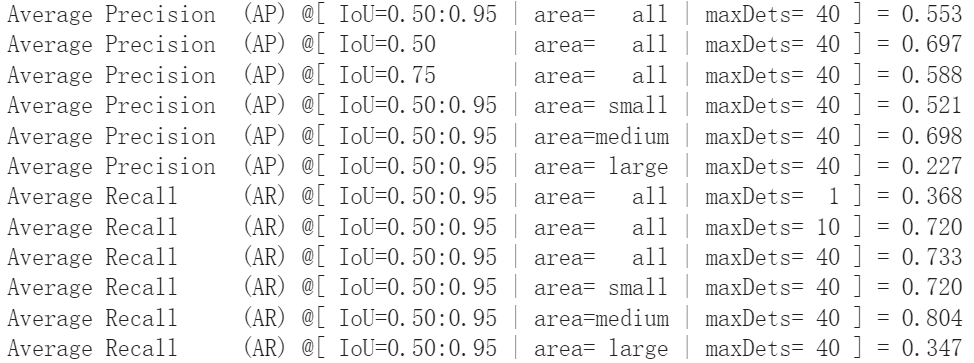 Average Precision  (AP) @[ IoU=0.50:0.95 | area=   all | maxDets= 40 ] = 0.553
Average Precision  (AP) @[ IoU=0.50      | area=   all | maxDets= 40 ] = 0.697
Average Precision  (AP) @[ IoU=0.75      | area=   all | maxDets= 40 ] = 0.588
Average Precision  (AP) @[ IoU=0.50:0.95 | area= small | maxDets= 40 ] = 0.521
Average Precision  (AP) @[ IoU=0.50:0.95 | area=medium | maxDets= 40 ] = 0.698
Average Precision  (AP) @[ IoU=0.50:0.95 | area= large | maxDets= 40 ] = 0.227
Average Recall     (AR) @[ IoU=0.50:0.95 | area=   all | maxDets=  1 ] = 0.368
Average Recall     (AR) @[ IoU=0.50:0.95 | area=   all | maxDets= 10 ] = 0.720
Average Recall     (AR) @[ IoU=0.50:0.95 | area=   all | maxDets= 40 ] = 0.733
Average Recall     (AR) @[ IoU=0.50:0.95 | area= small | maxDets= 40 ] = 0.720
Average Recall     (AR) @[ IoU=0.50:0.95 | area=medium | maxDets= 40 ] = 0.804
Average Recall     (AR) @[ IoU=0.50:0.95 | area= large | maxDets= 40 ] = 0.347